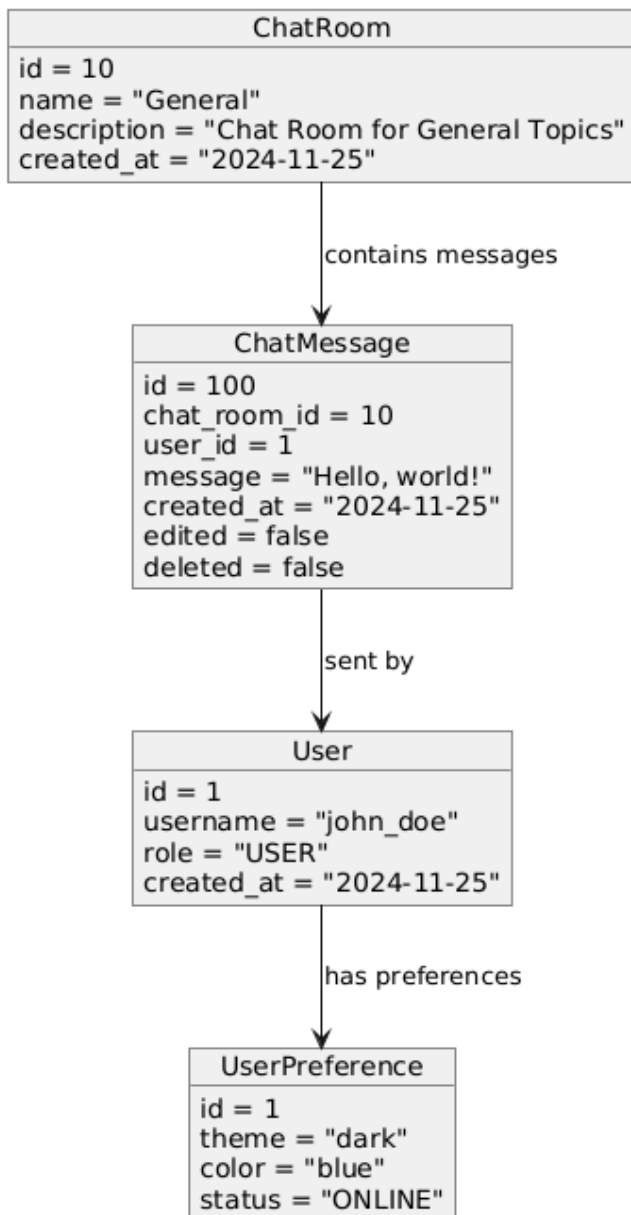 ChatRoom
id = 10
name = "General"
description = "Chat Room for General Topics"
created_at = "2024-11-25"
contains messages
ChatMessage
id = 100
chat_room_id = 10
user_id = 1
message = "Hello, world!"
created_at = "2024-11-25"
edited = false
deleted = false
sent by
User
id = 1
username = "john_doe"
role = "USER"
created_at = "2024-11-25"
has preferences
UserPreference
id = 1
theme = "dark"
color = "blue"
status = "ONLINE"